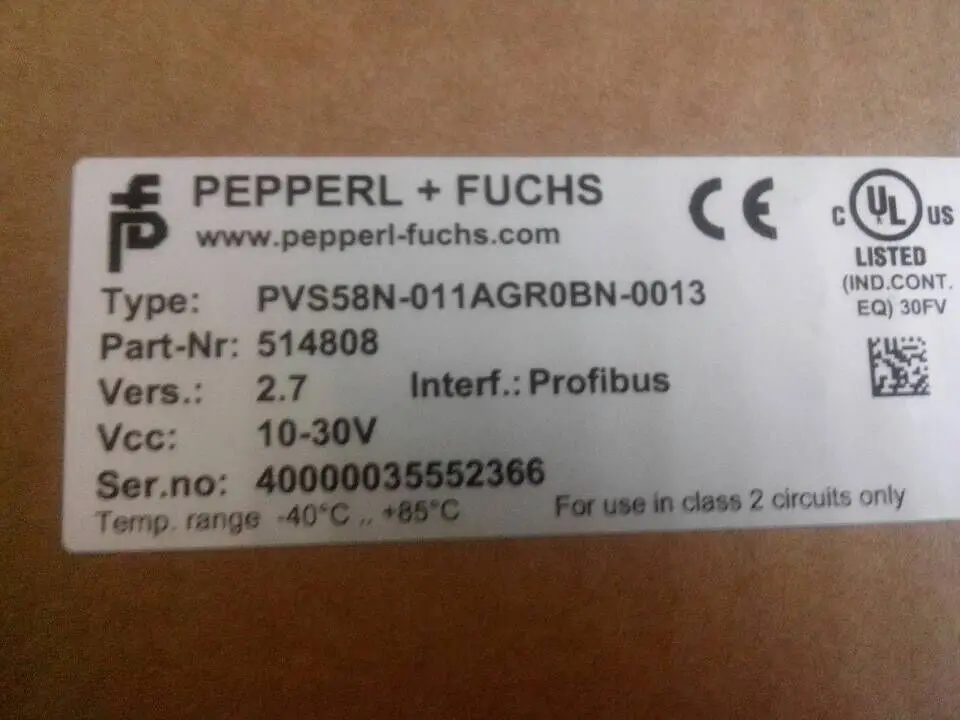 PEPPERL + FUCHS
www.pepperl-fuchs.com
CE
C UL US
LISTED
(IND.CONT.
EQ) 30FV
Type: PVS58N-011AGR0BN-0013
Part-Nr: 514808
Vers.: 2.7 Interf.: Profibus
Vcc: 10-30V
Ser.no: 40000035552366
Temp. range -40°C .. +85°C For use in class 2 circuits only